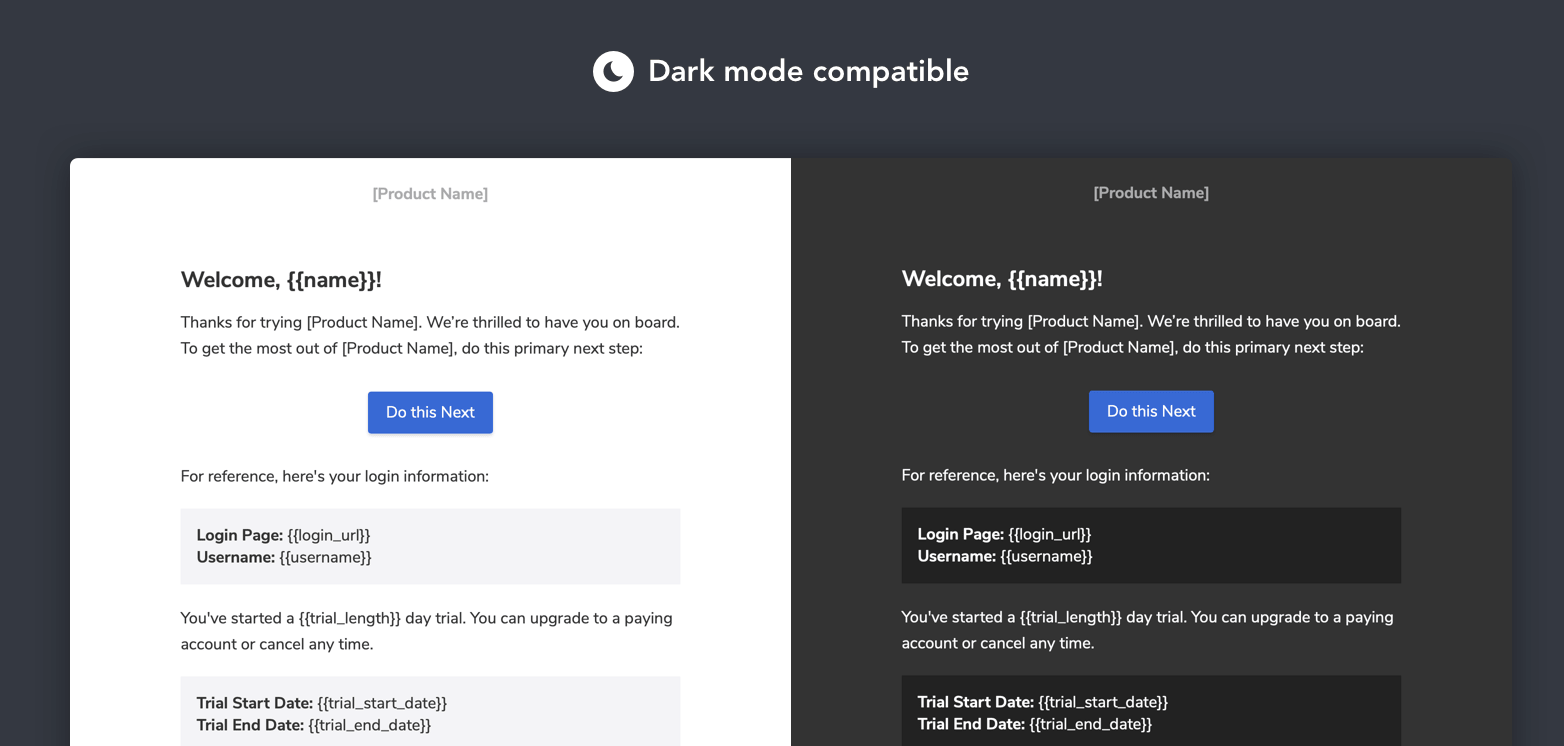 Dark mode compatible
[Product Name]
Welcome, {{name}}!
Thanks for trying [Product Name]. We’re thrilled to have you on board.
To get the most out of [Product Name], do this primary next step:
Do this Next
For reference, here's your login information:
Login Page: {{login_url}}
Username: {{username}}
You've started a {{trial_length}} day trial. You can upgrade to a paying
account or cancel any time.
Trial Start Date: {{trial_start_date}}
Trial End Date: {{trial_end_date}}
[Product Name]
Welcome, {{name}}!
Thanks for trying [Product Name]. We’re thrilled to have you on board.
To get the most out of [Product Name], do this primary next step:
Do this Next
For reference, here's your login information:
Login Page: {{login_url}}
Username: {{username}}
You've started a {{trial_length}} day trial. You can upgrade to a paying
account or cancel any time.
Trial Start Date: {{trial_start_date}}
Trial End Date: {{trial_end_date}}